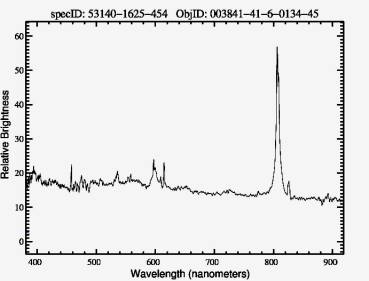 specID: 53140-1625-454 ObjID: 003841-41-6-0134-45
60
50
40
30
20
10
0
Relative Brightness
400 500 600 700 800 900
Wavelength (nanometers)